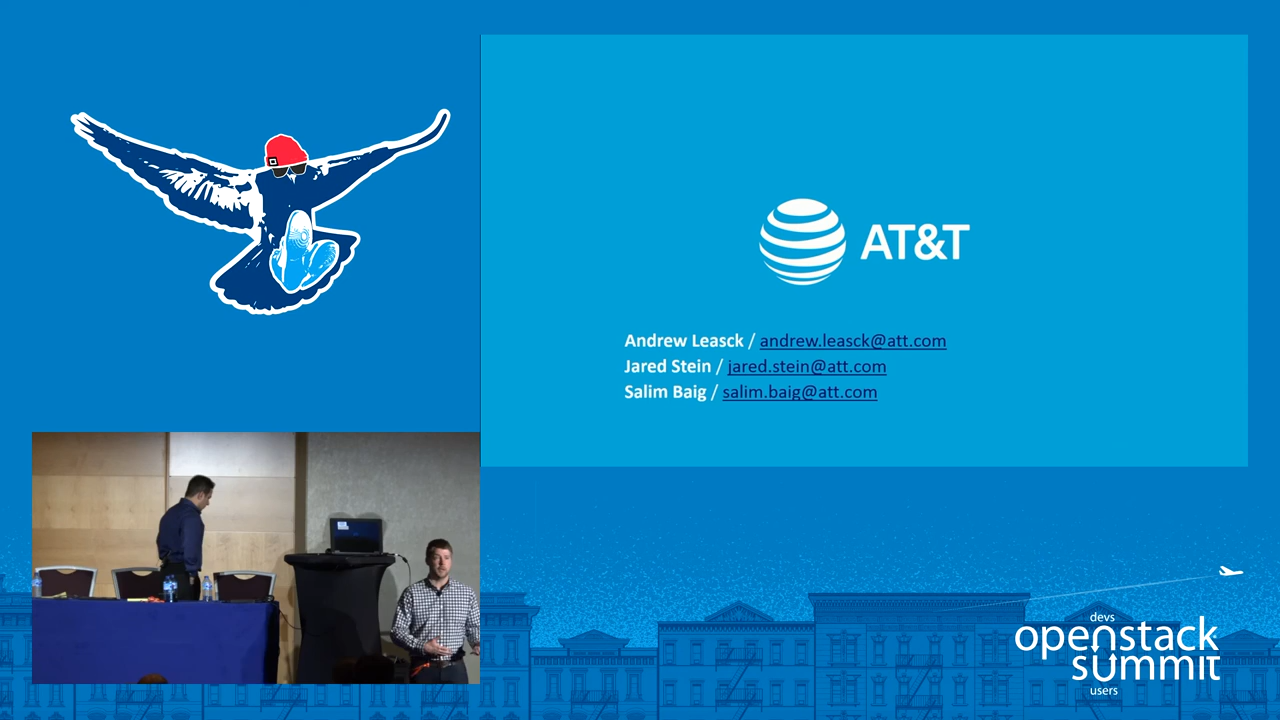 AT&T
Andrew Leasck / andrew.leasck@att.com
Jared Stein / jared.stein@att.com
Salim Baig / salim.baig@att.com
devs
openstack
summit
users